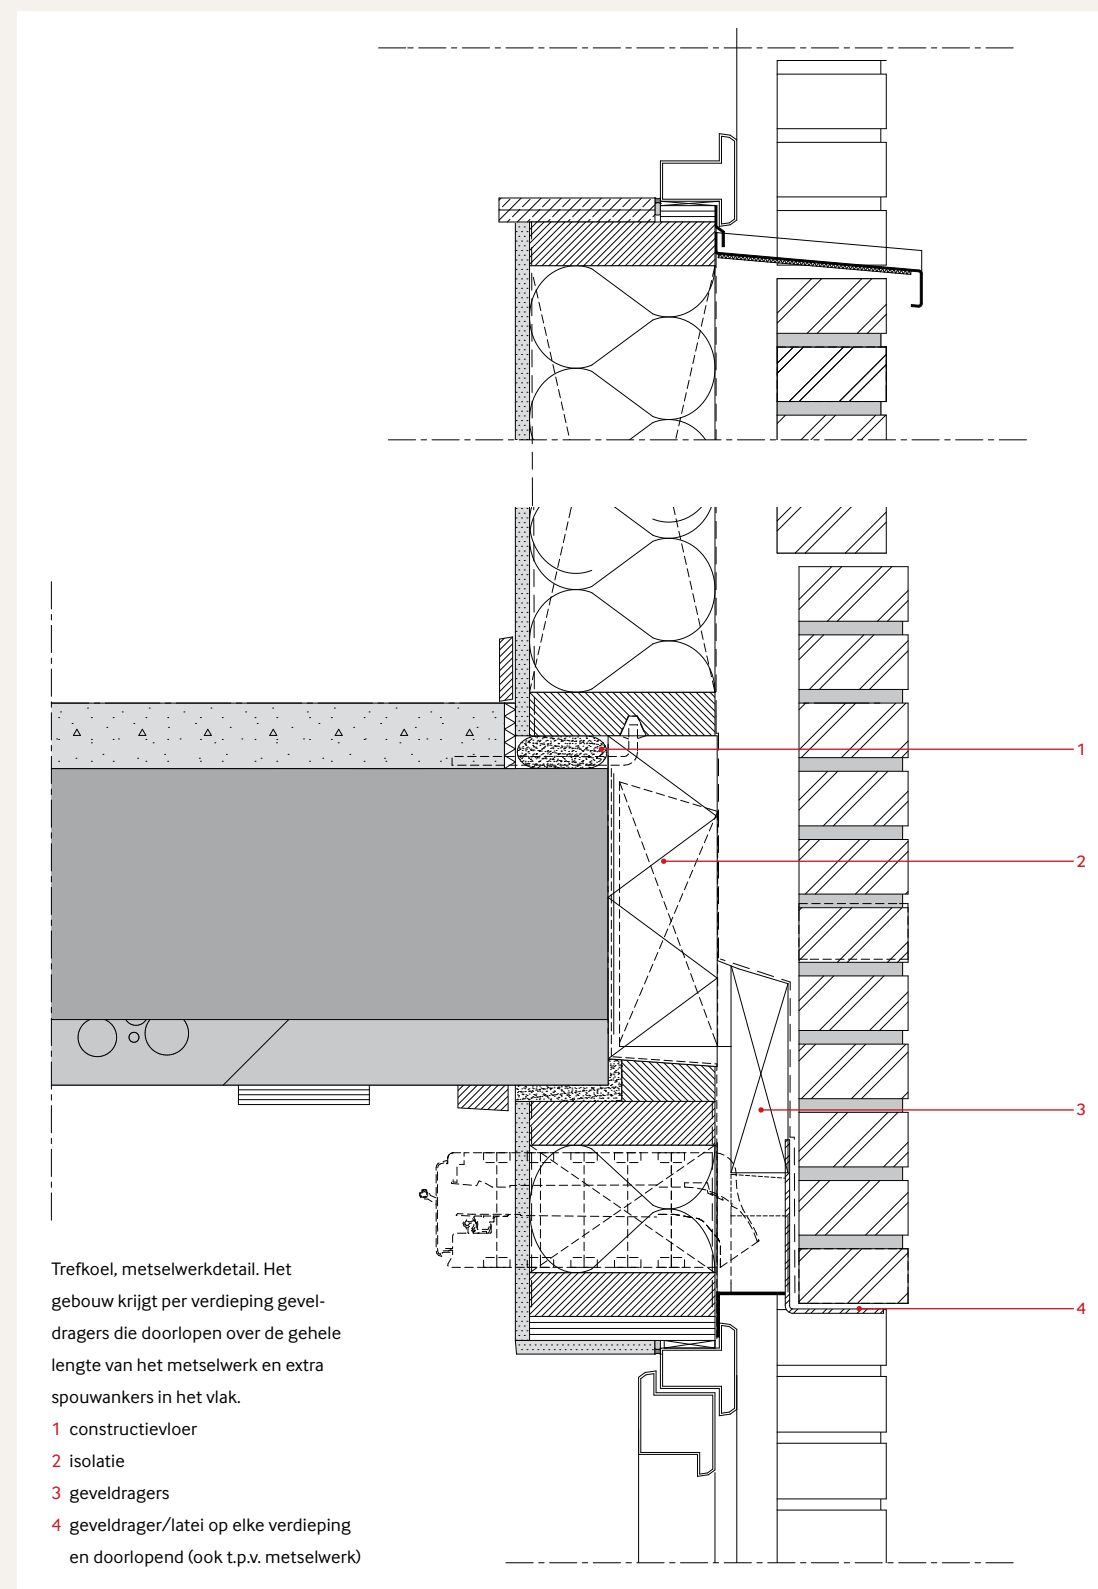 1
2
3
4
Trefkoel, metselwerkdetail. Het
gebouw krijgt per verdieping gevel-
dragers die doorlopen over de gehele
lengte van het metselwerk en extra
spouwankers in het vlak.
1 constructievloer
2 isolatie
3 geveldragers
4 geveldrager/latei op elke verdieping
en doorlopend (ook t.p.v. metselwerk)